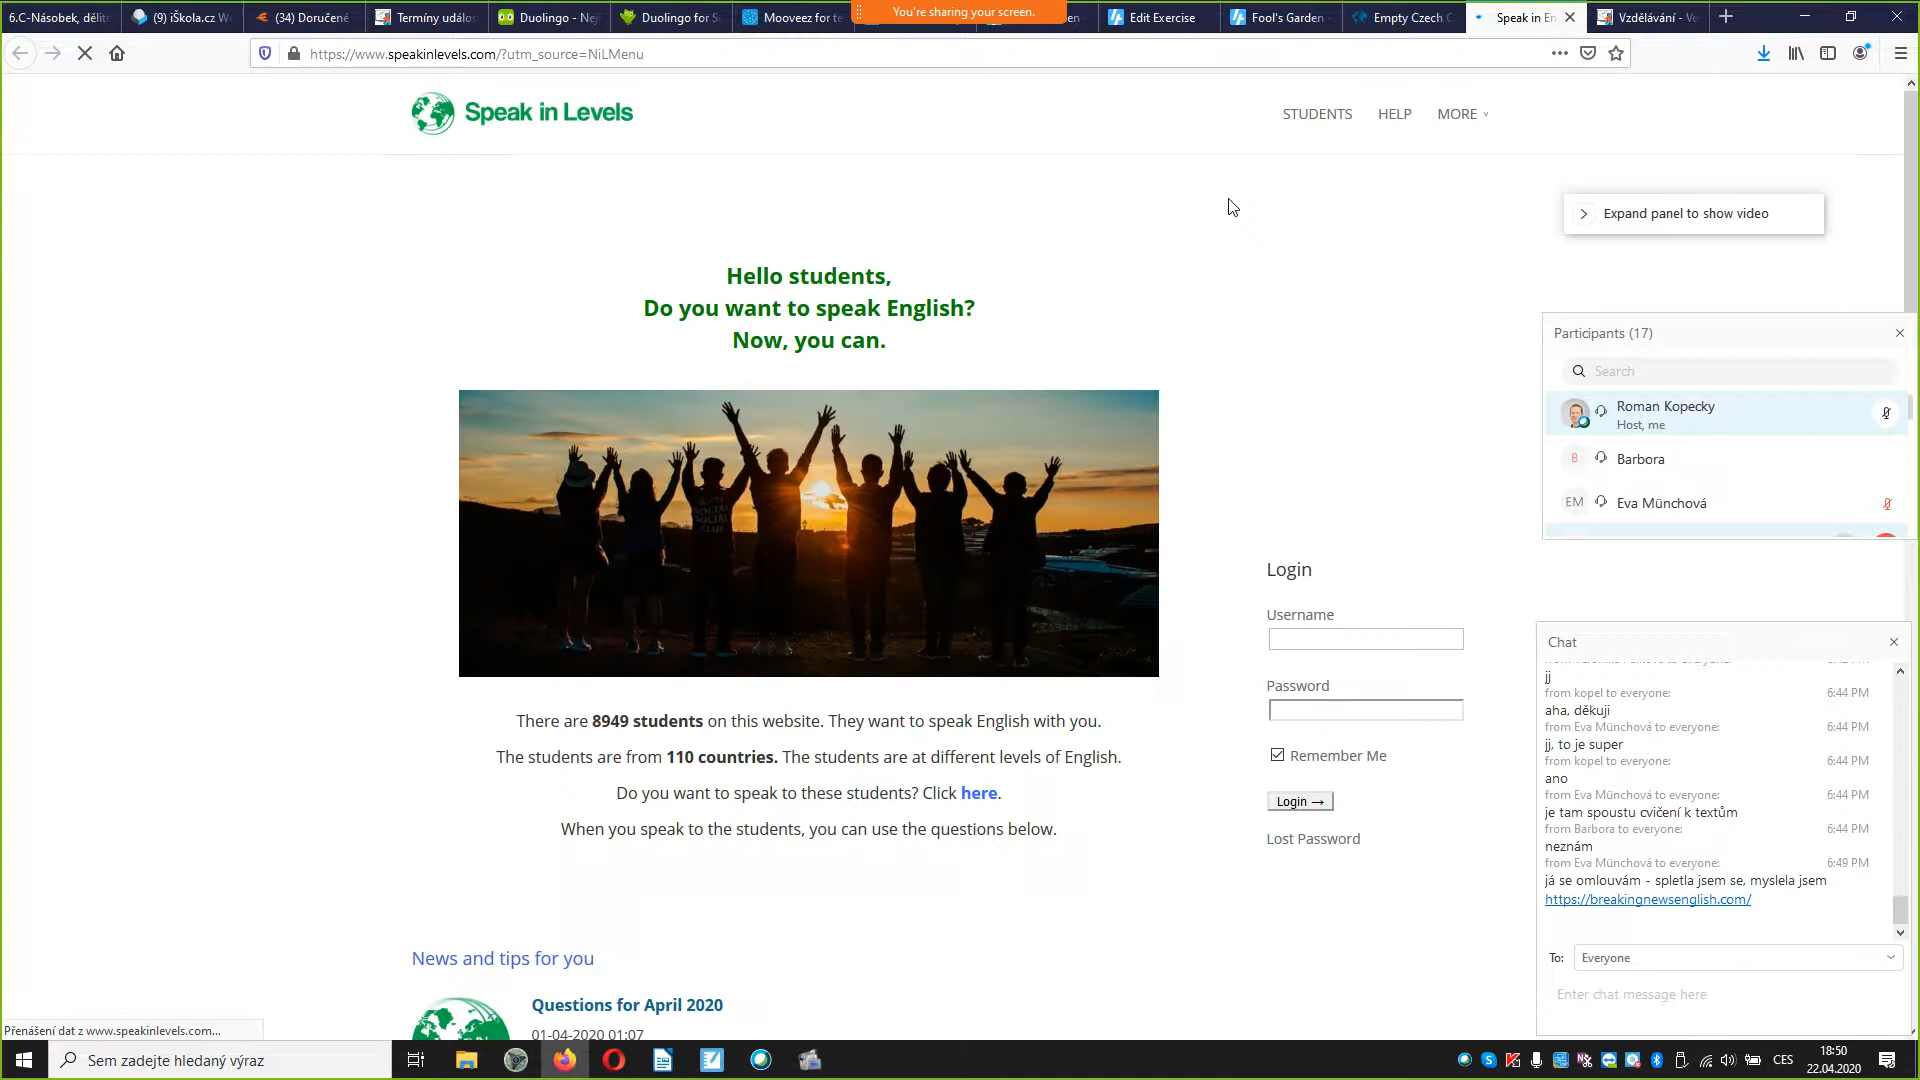 6.C-Násobek, dělite
(9) iŠkola.cz W
(34) Doručené
Termíny událos
Duolingo - Nej
Duolingo for S
Mooveez for te
Edit Exercise
Fool's Garden
Empty Czech C
Speak in En
Vzdělávání - Ve
You're sharing your screen.
https://www.speakinlevels.com/?utm_source=NiLMenu
Speak in Levels
STUDENTS
HELP
MORE
Expand panel to show video
Hello students,
Do you want to speak English?
Now, you can.
Participants (17)
Search
Roman Kopecky
Host, me
B
Barbora
EM
Eva Münchová
Login
Username
Password
Remember Me
Login →
Lost Password
There are 8949 students on this website. They want to speak English with you.
The students are from 110 countries. The students are at different levels of English.
Do you want to speak to these students? Click here.
When you speak to the students, you can use the questions below.
News and tips for you
Questions for April 2020
01-04-2020 01:07
Chat
jj
from kopel to everyone: 6:44 PM
aha, děkuji
from Eva Münchová to everyone: 6:44 PM
jj, to je super
from kopel to everyone: 6:44 PM
ano
from Eva Münchová to everyone: 6:44 PM
je tam spoustu cvičení k textům
from Barbora to everyone: 6:44 PM
neznám
from Eva Münchová to everyone: 6:49 PM
já se omlouvám - spletla jsem se, myslela jsem
https://breakingnewsenglish.com/
To: Everyone
Enter chat message here
Přenášení dat z www.speakinlevels.com...
Sem zadejte hledaný výraz
CES
18:50
22.04.2020